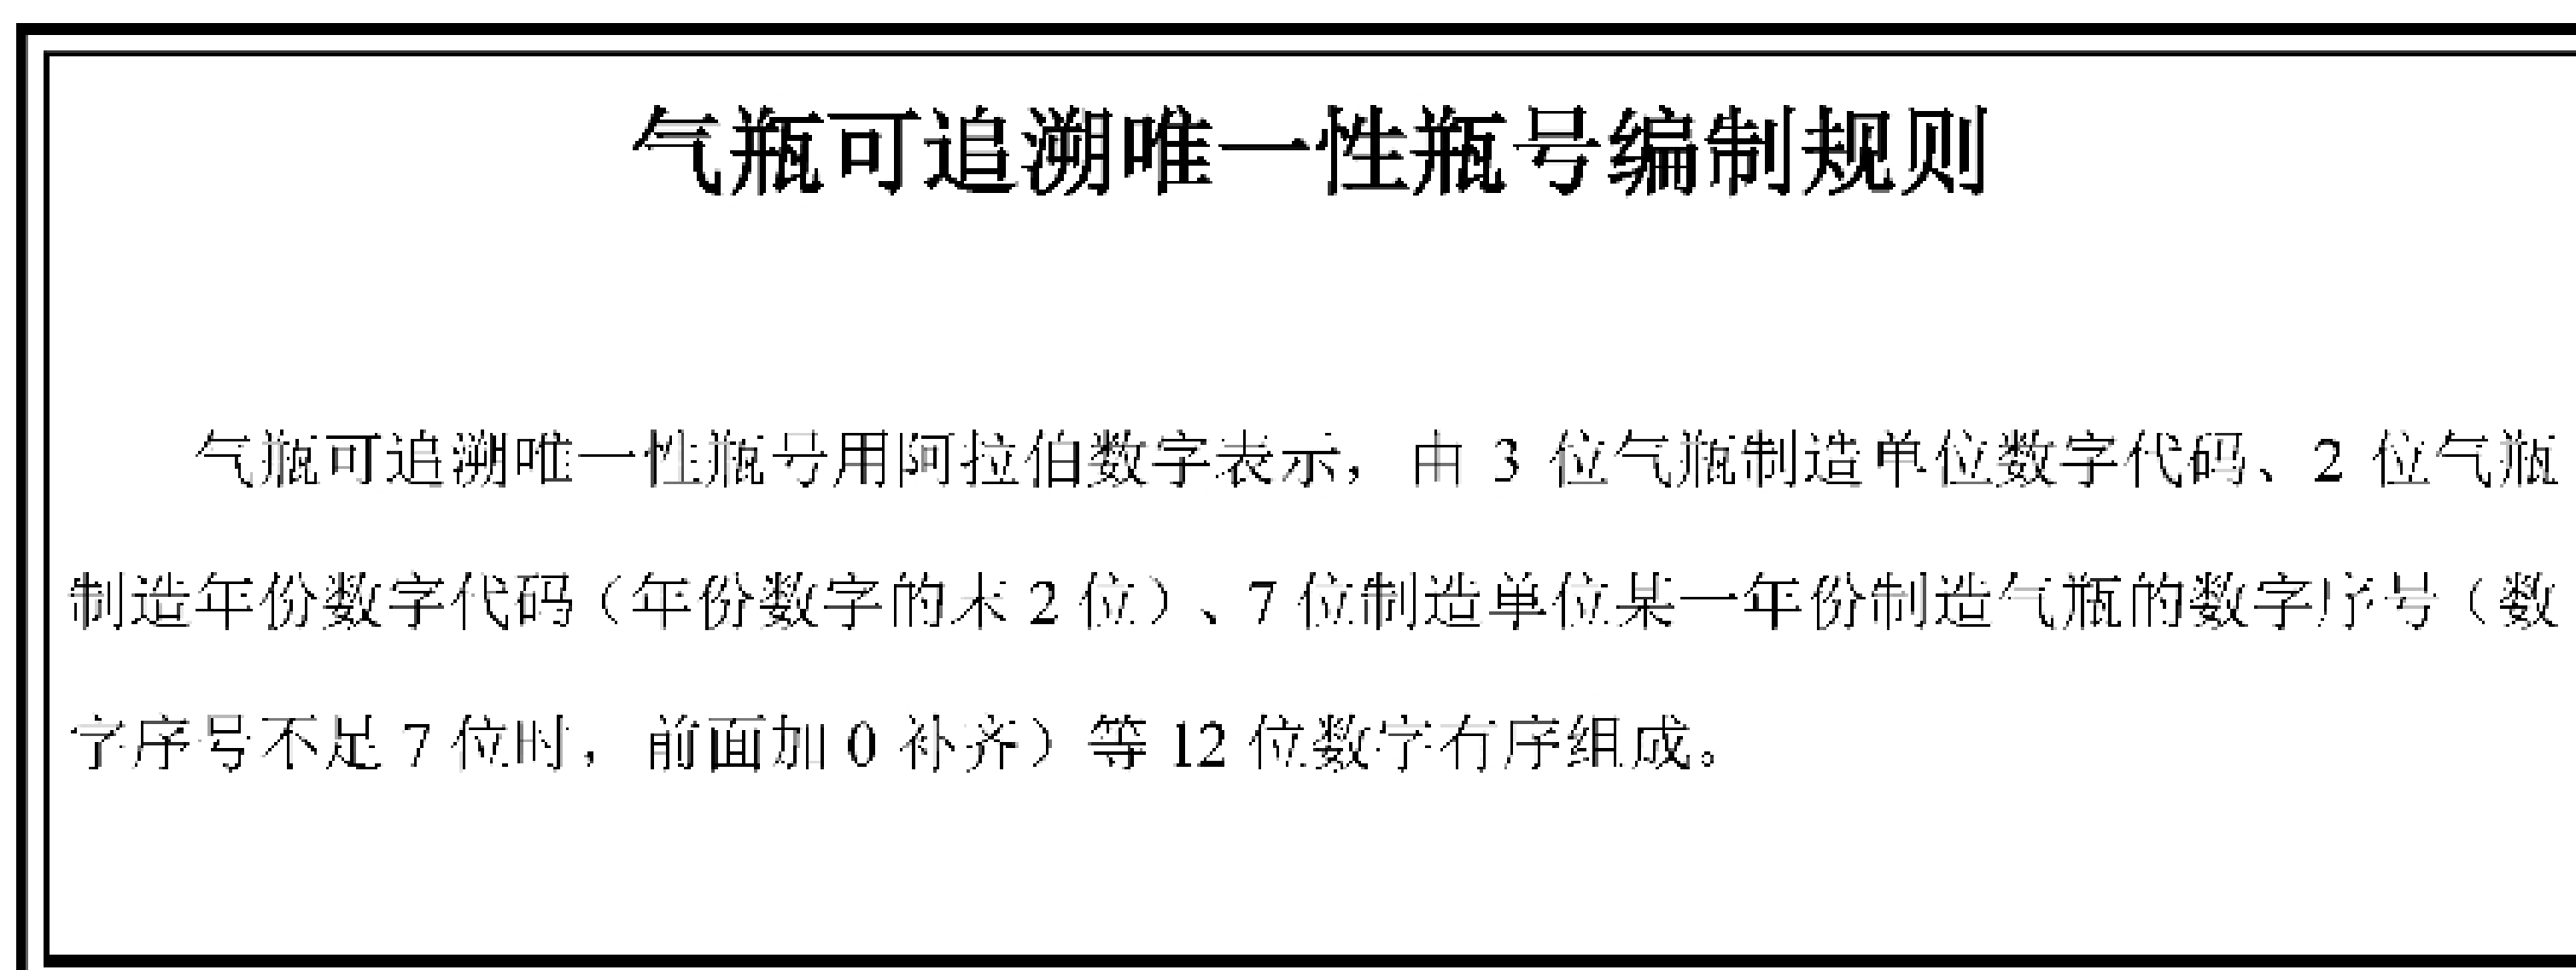 气瓶可追溯唯一性瓶号编制规则
气瓶可追溯唯一性瓶号用阿拉伯数字表示，由 3 位气瓶制造单位数字代码、2 位气瓶
制造年份数字代码（年份数字的末 2 位）、7 位制造单位某一年份制造气瓶的数字序号（数
字序号不足 7 位时，前面加 0 补齐）等 12 位数字有序组成。